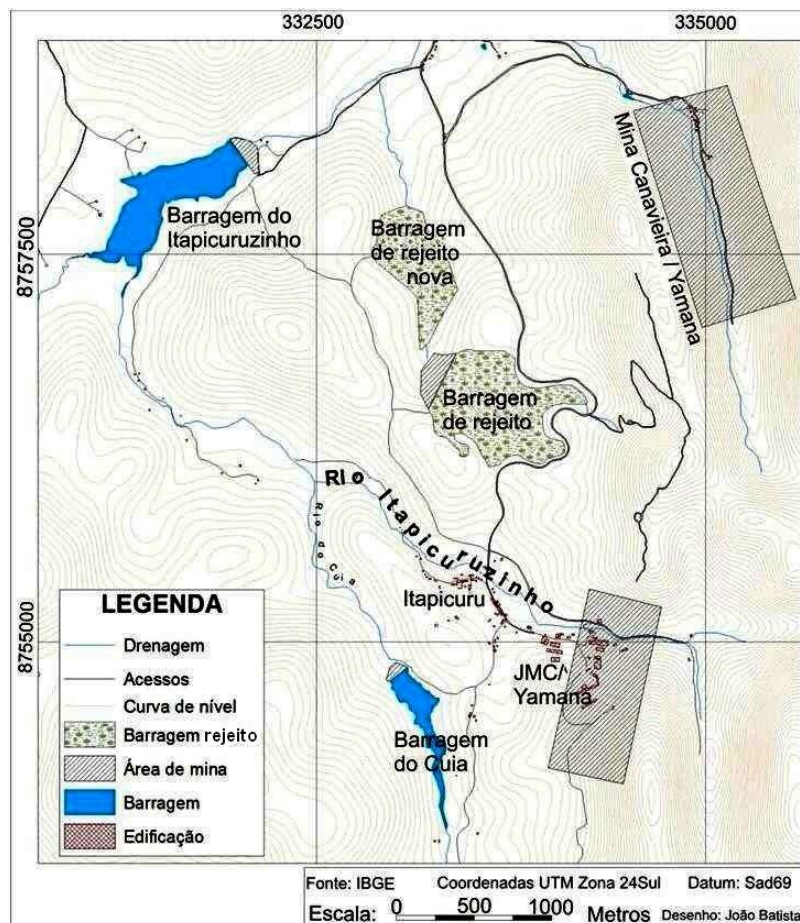 332500
335000
8757500
8755000
Mina Canavieira / Yamana
Barragem do
Itapicuruzinho
Barragem
de rejeito
nova
Barragem
de rejeito
Rio Itapicuruzinho
Rio do Cuia
Itapicuru
JMC/
Yamana
Barragem
do Cuia
LEGENDA
Drenagem
Acessos
Curva de nível
Barragem rejeito
Área de mina
Barragem
Edificação
Fonte: IBGE Coordenadas UTM Zona 24Sul Datum: Sad69
Escala: 0 500 1000 Metros Desenho: João Batista